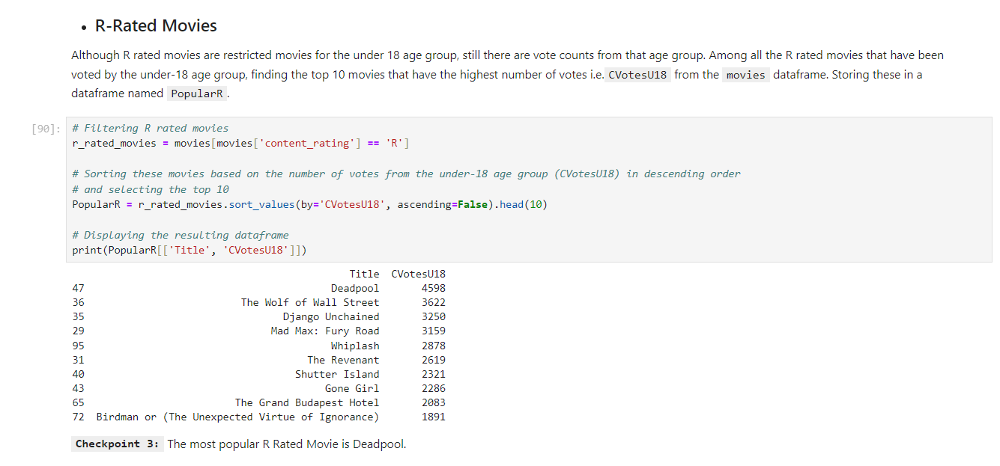 • R-Rated Movies
Although R rated movies are restricted movies for the under 18 age group, still there are vote counts from that age group. Among all the R rated movies that have been
voted by the under-18 age group, finding the top 10 movies that have the highest number of votes i.e. CVotesU18 from the movies dataframe. Storing these in a
dataframe named PopularR.
[90]:
# Filtering R rated movies
r_rated_movies = movies[movies['content_rating'] == 'R']
# Sorting these movies based on the number of votes from the under-18 age group (CVotesU18) in descending order
# and selecting the top 10
PopularR = r_rated_movies.sort_values(by='CVotesU18', ascending=False).head(10)
# Displaying the resulting dataframe
print(PopularR[['Title', 'CVotesU18']])
Title CVotesU18
47 Deadpool 4598
36 The Wolf of Wall Street 3622
35 Django Unchained 3250
29 Mad Max: Fury Road 3159
95 Whiplash 2878
31 The Revenant 2619
40 Shutter Island 2321
43 Gone Girl 2286
65 The Grand Budapest Hotel 2083
72 Birdman or (The Unexpected Virtue of Ignorance) 1891
Checkpoint 3: The most popular R Rated Movie is Deadpool.